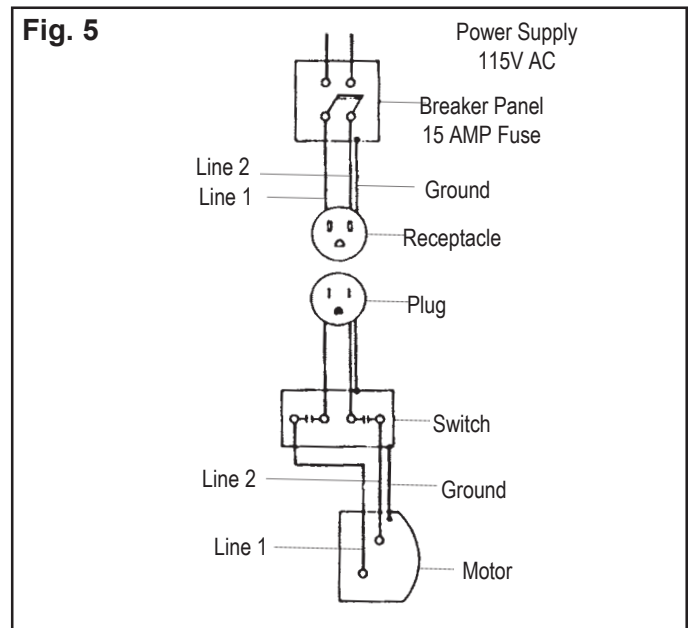 Fig. 5
Power Supply
115V AC
Breaker Panel
15 AMP Fuse
Line 2
Line 1
Ground
Receptacle
Plug
Switch
Line 2
Ground
Line 1
Motor